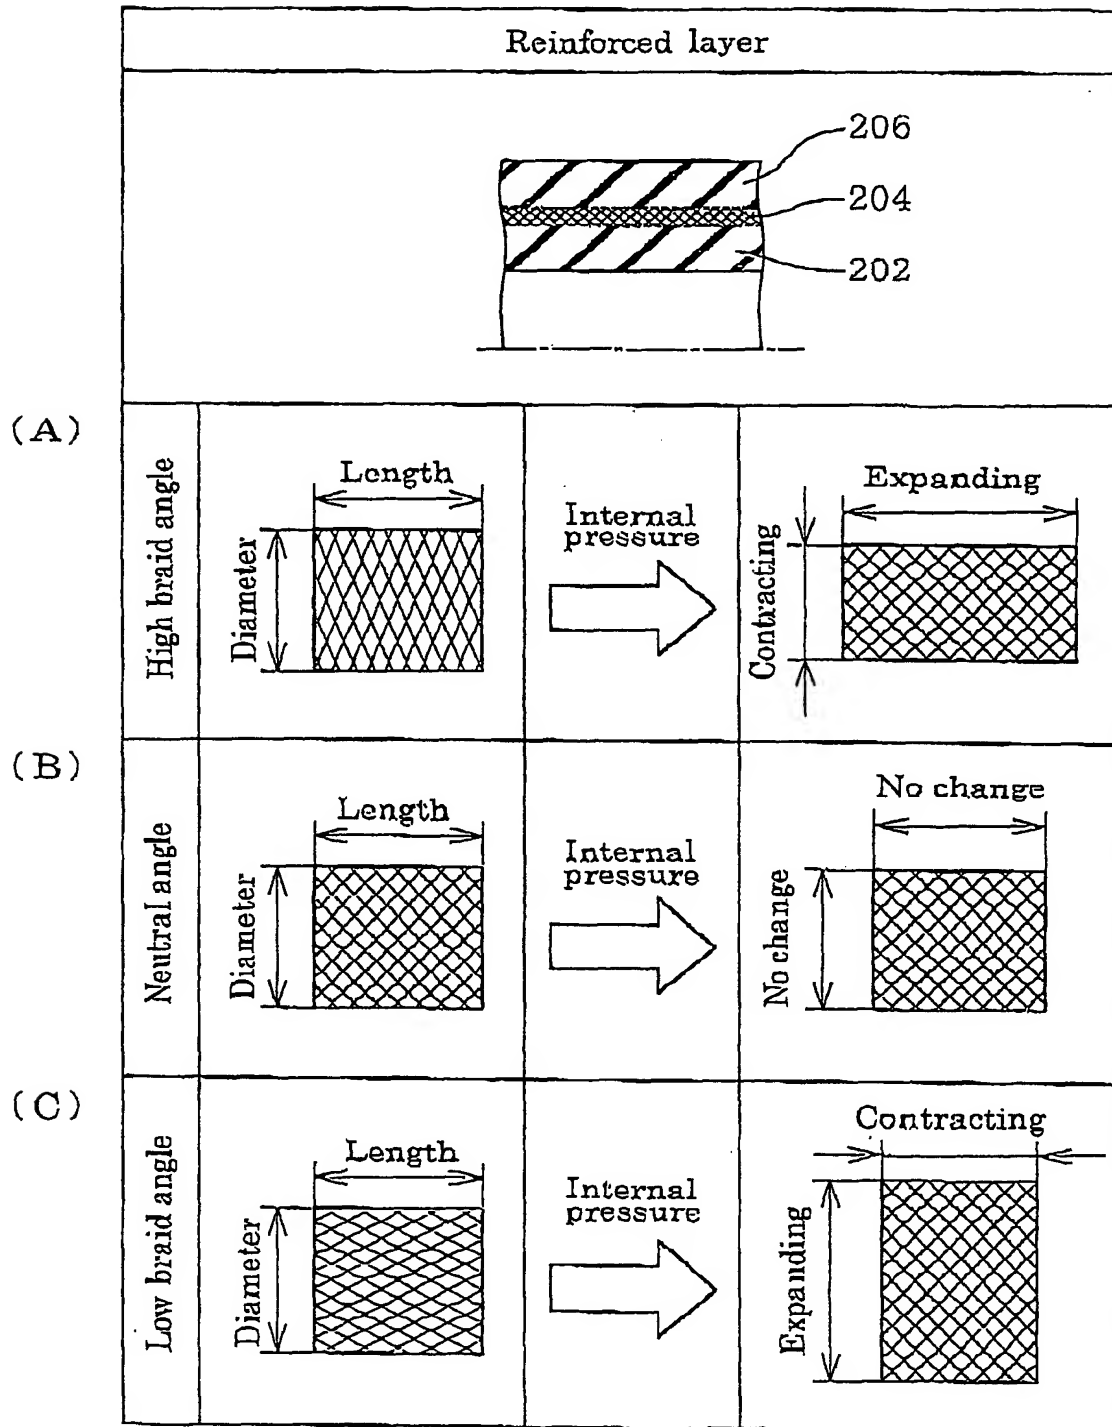 Reinforced layer
206
204
202
(A)
High braid angle
Length
Diameter
Internal
pressure
Expanding
Contracting
(B)
Neutral angle
Length
Diameter
Internal
pressure
No change
No change
(C)
Low braid angle
Length
Diameter
Internal
pressure
Contracting
Expanding